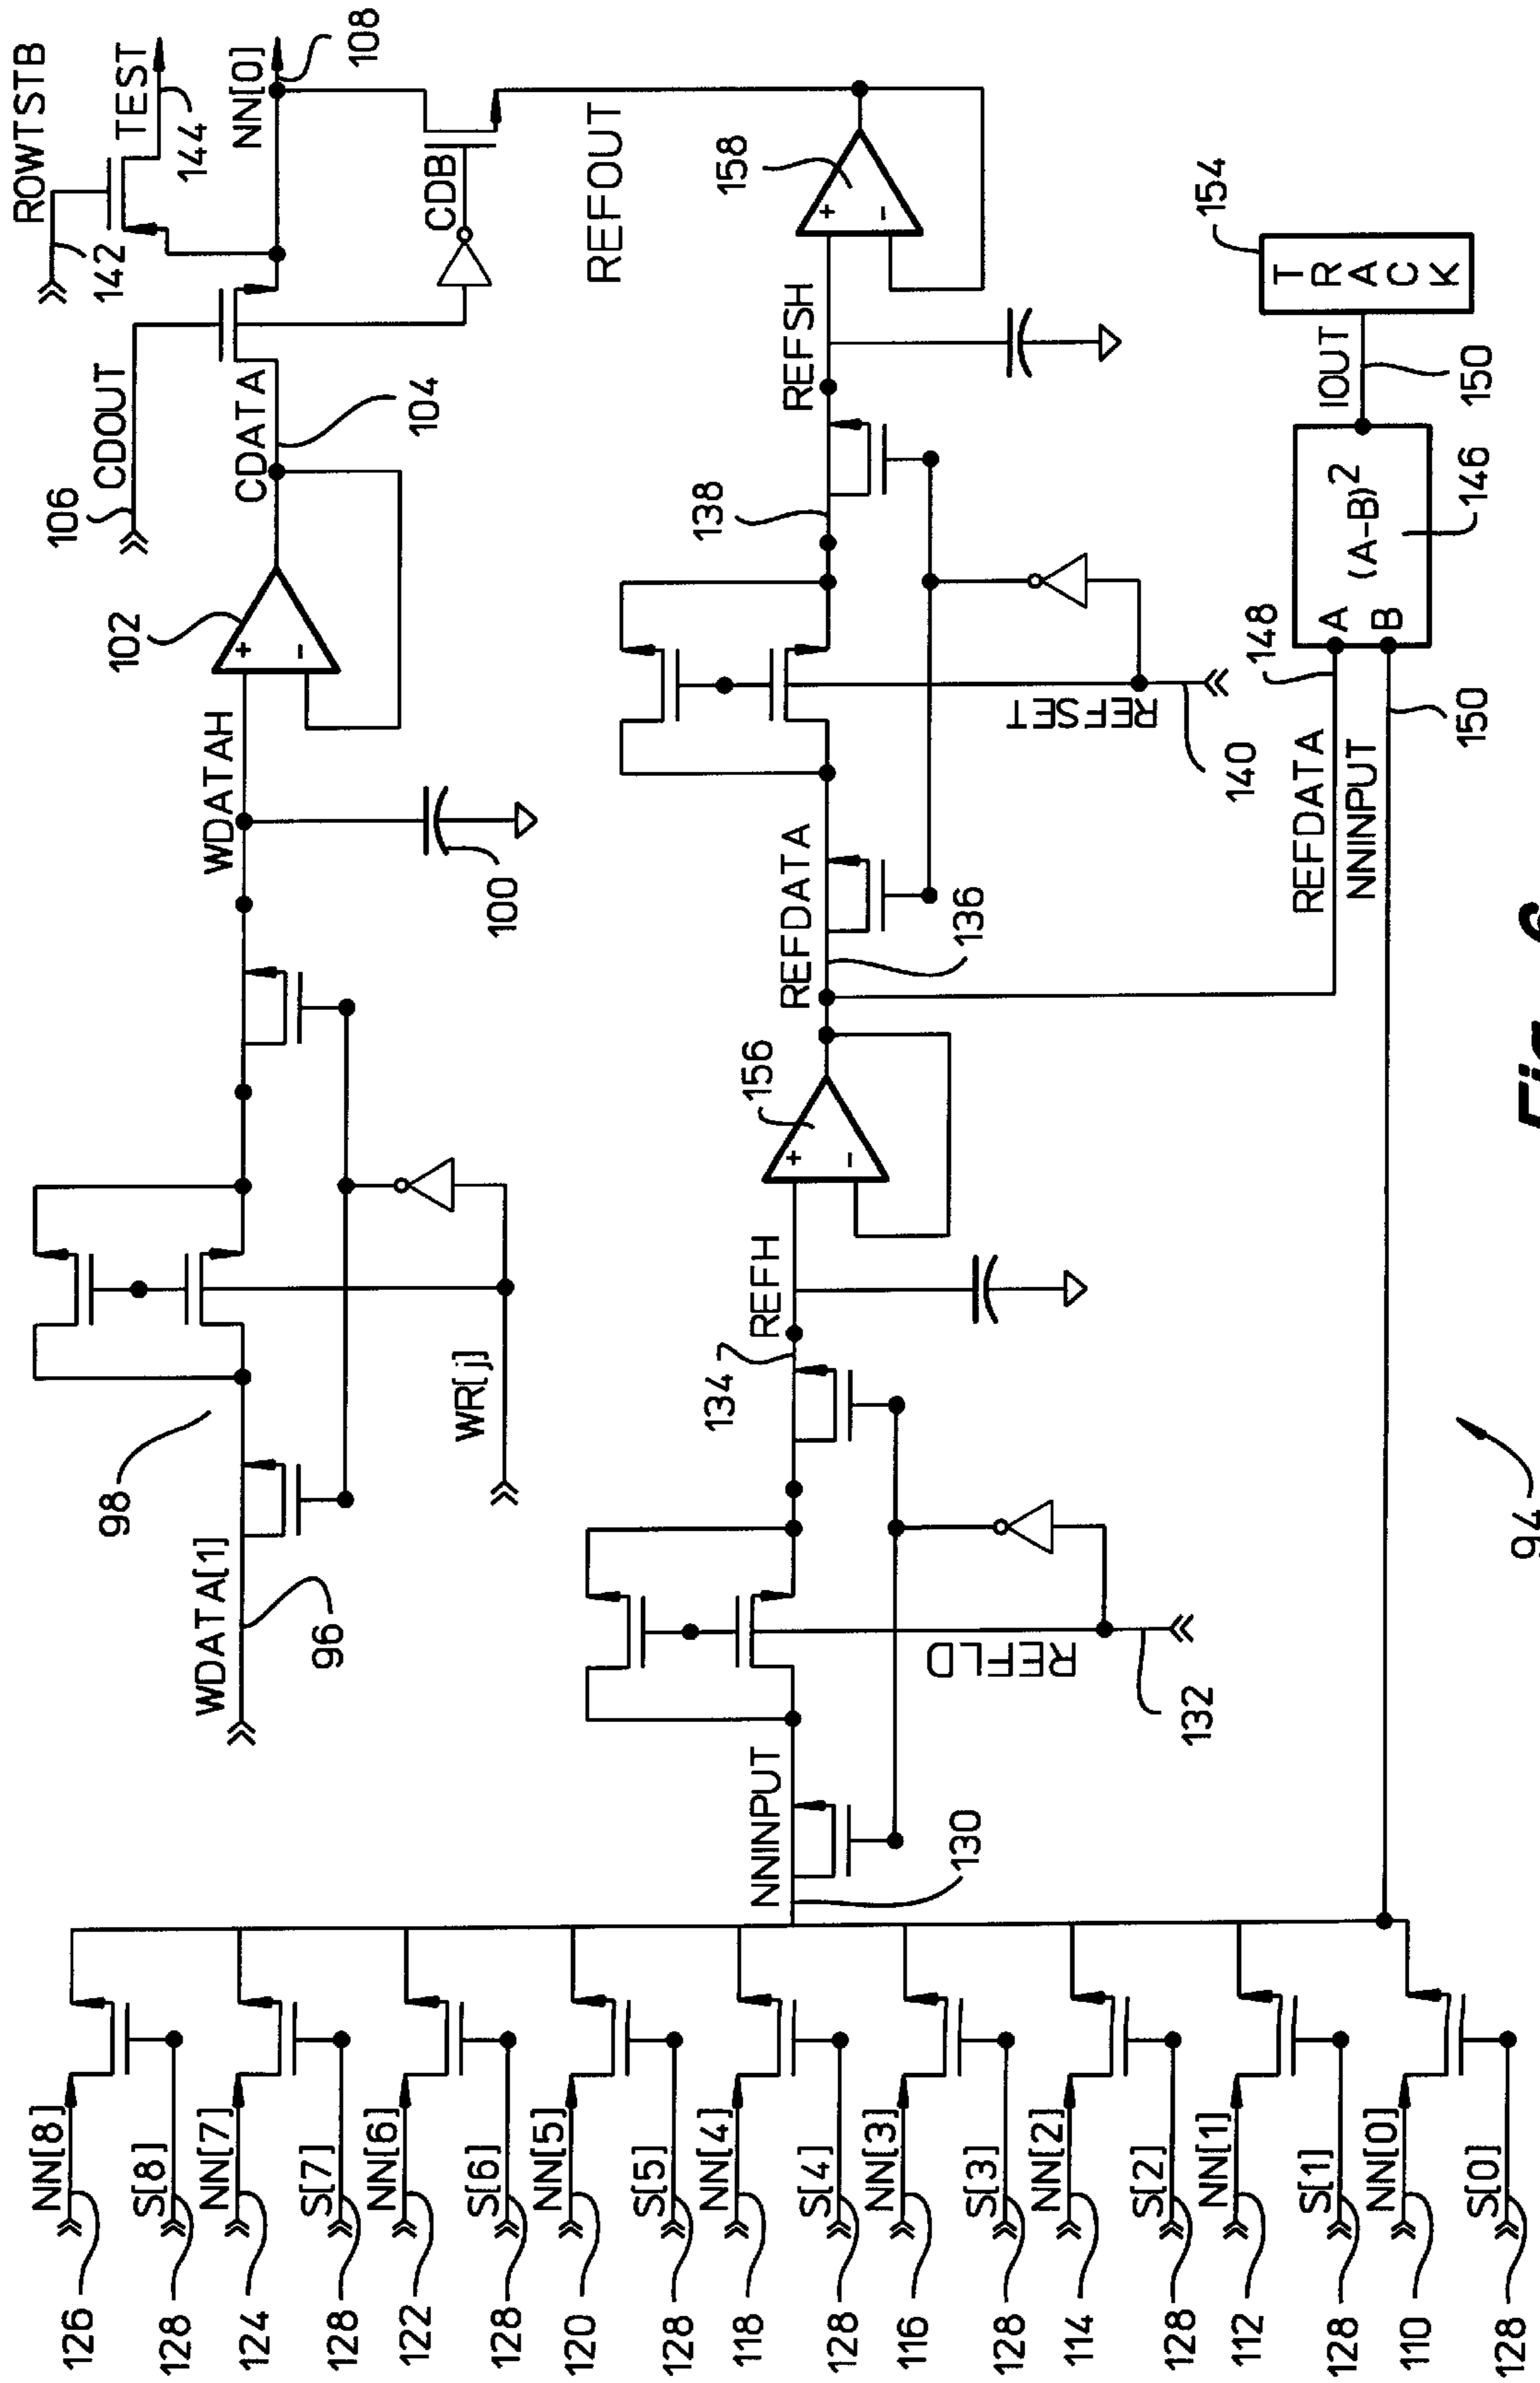 ROWTSTB
142
TEST
144
NN[0]
108
CDOUT
106
CDATA
104
CDB
REFOUT
102
+
-
WDATAH
100
98
WR[j]
WDATA[1]
96
158
+
-
REFSH
138
REFSET
140
REFDATA
136
156
+
-
REFH
134
REFLD
132
NNINPUT
130
154
TRACK
IOUT
150
(A-B)2
146
A
B
148
REFDATA
NNINPUT
150
NN[8]
126
S[8]
128
NN[7]
124
S[7]
128
NN[6]
122
S[6]
128
NN[5]
120
S[5]
128
NN[4]
118
S[4]
128
NN[3]
116
S[3]
128
NN[2]
114
S[2]
128
NN[1]
112
S[1]
128
NN[0]
110
S[0]
128
94
Fig. 6